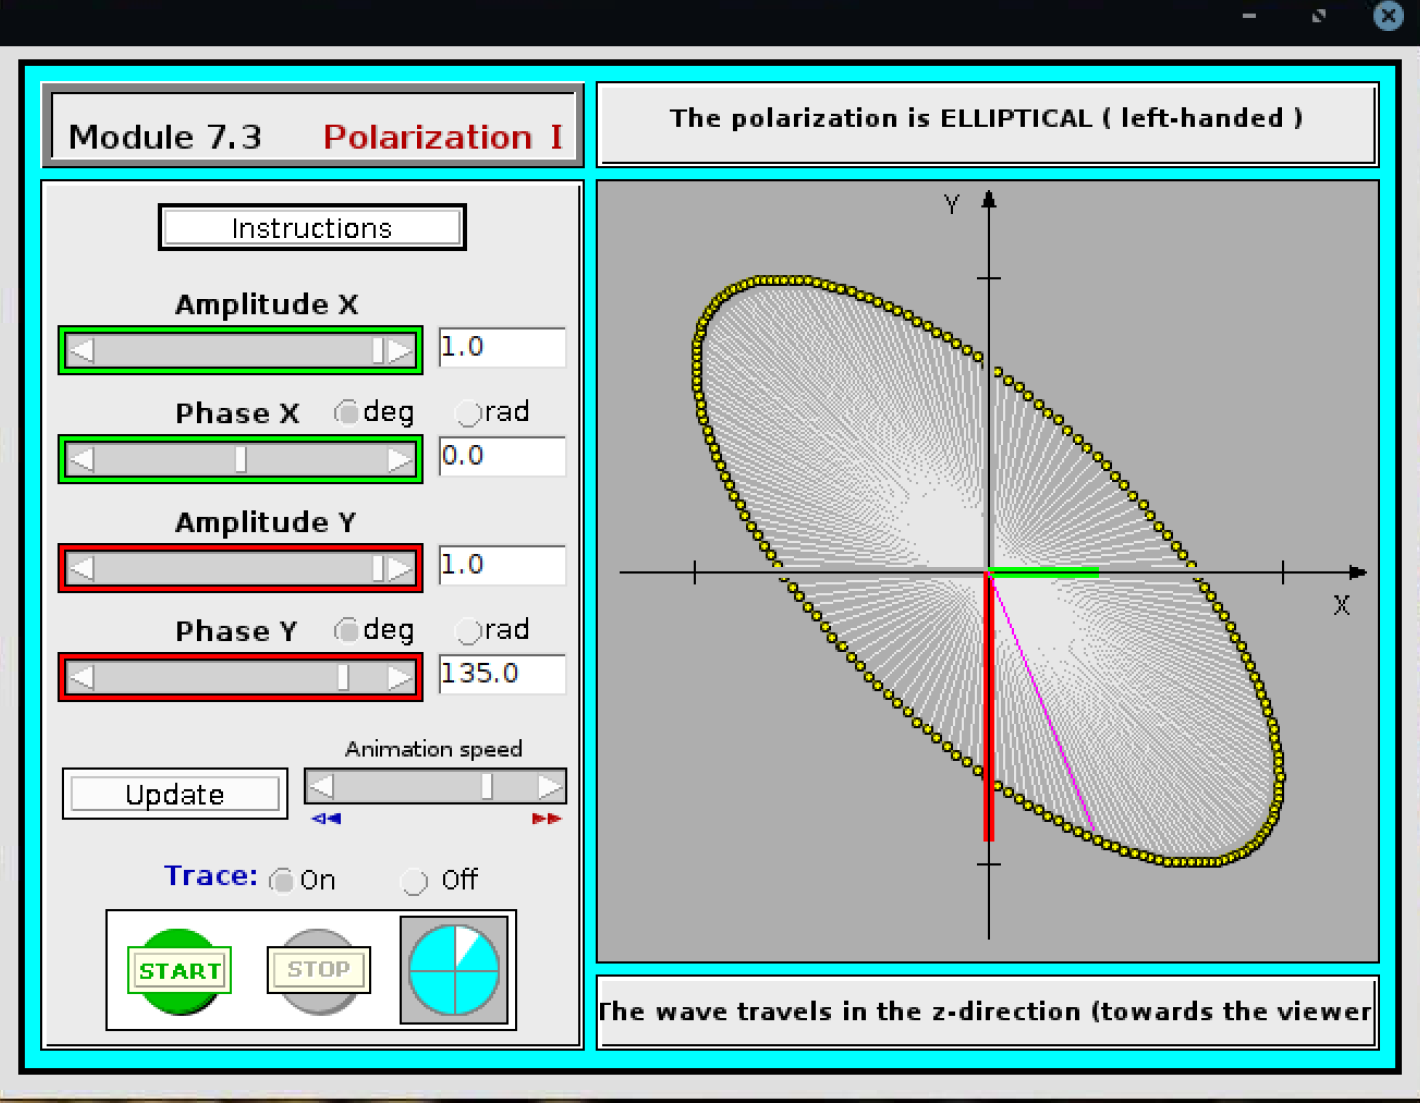 Module 7.3 Polarization I
The polarization is ELLIPTICAL ( left-handed )
Instructions
Amplitude X
1.0
Phase X deg rad
0.0
Amplitude Y
1.0
Phase Y deg rad
135.0
Animation speed
Update
Trace: On Off
START STOP
Y
X
The wave travels in the z-direction (towards the viewer